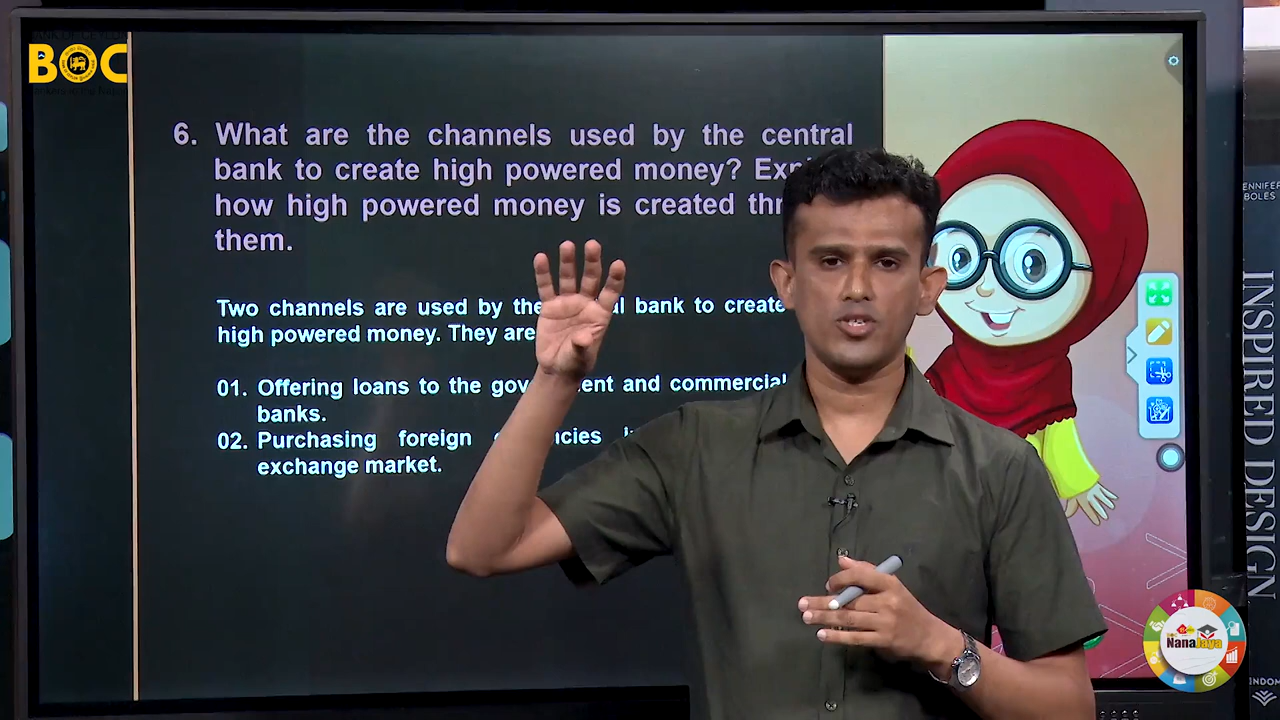 BOC
6. What are the channels used by the central
bank to create high powered money?
how high powered money is created
them.
Two channels are used by the bank to create
high powered money. They are
01. Offering loans to the and commercial
banks.
02. Purchasing foreign
exchange market.
INSPIRED DESIGN
NanaJaya